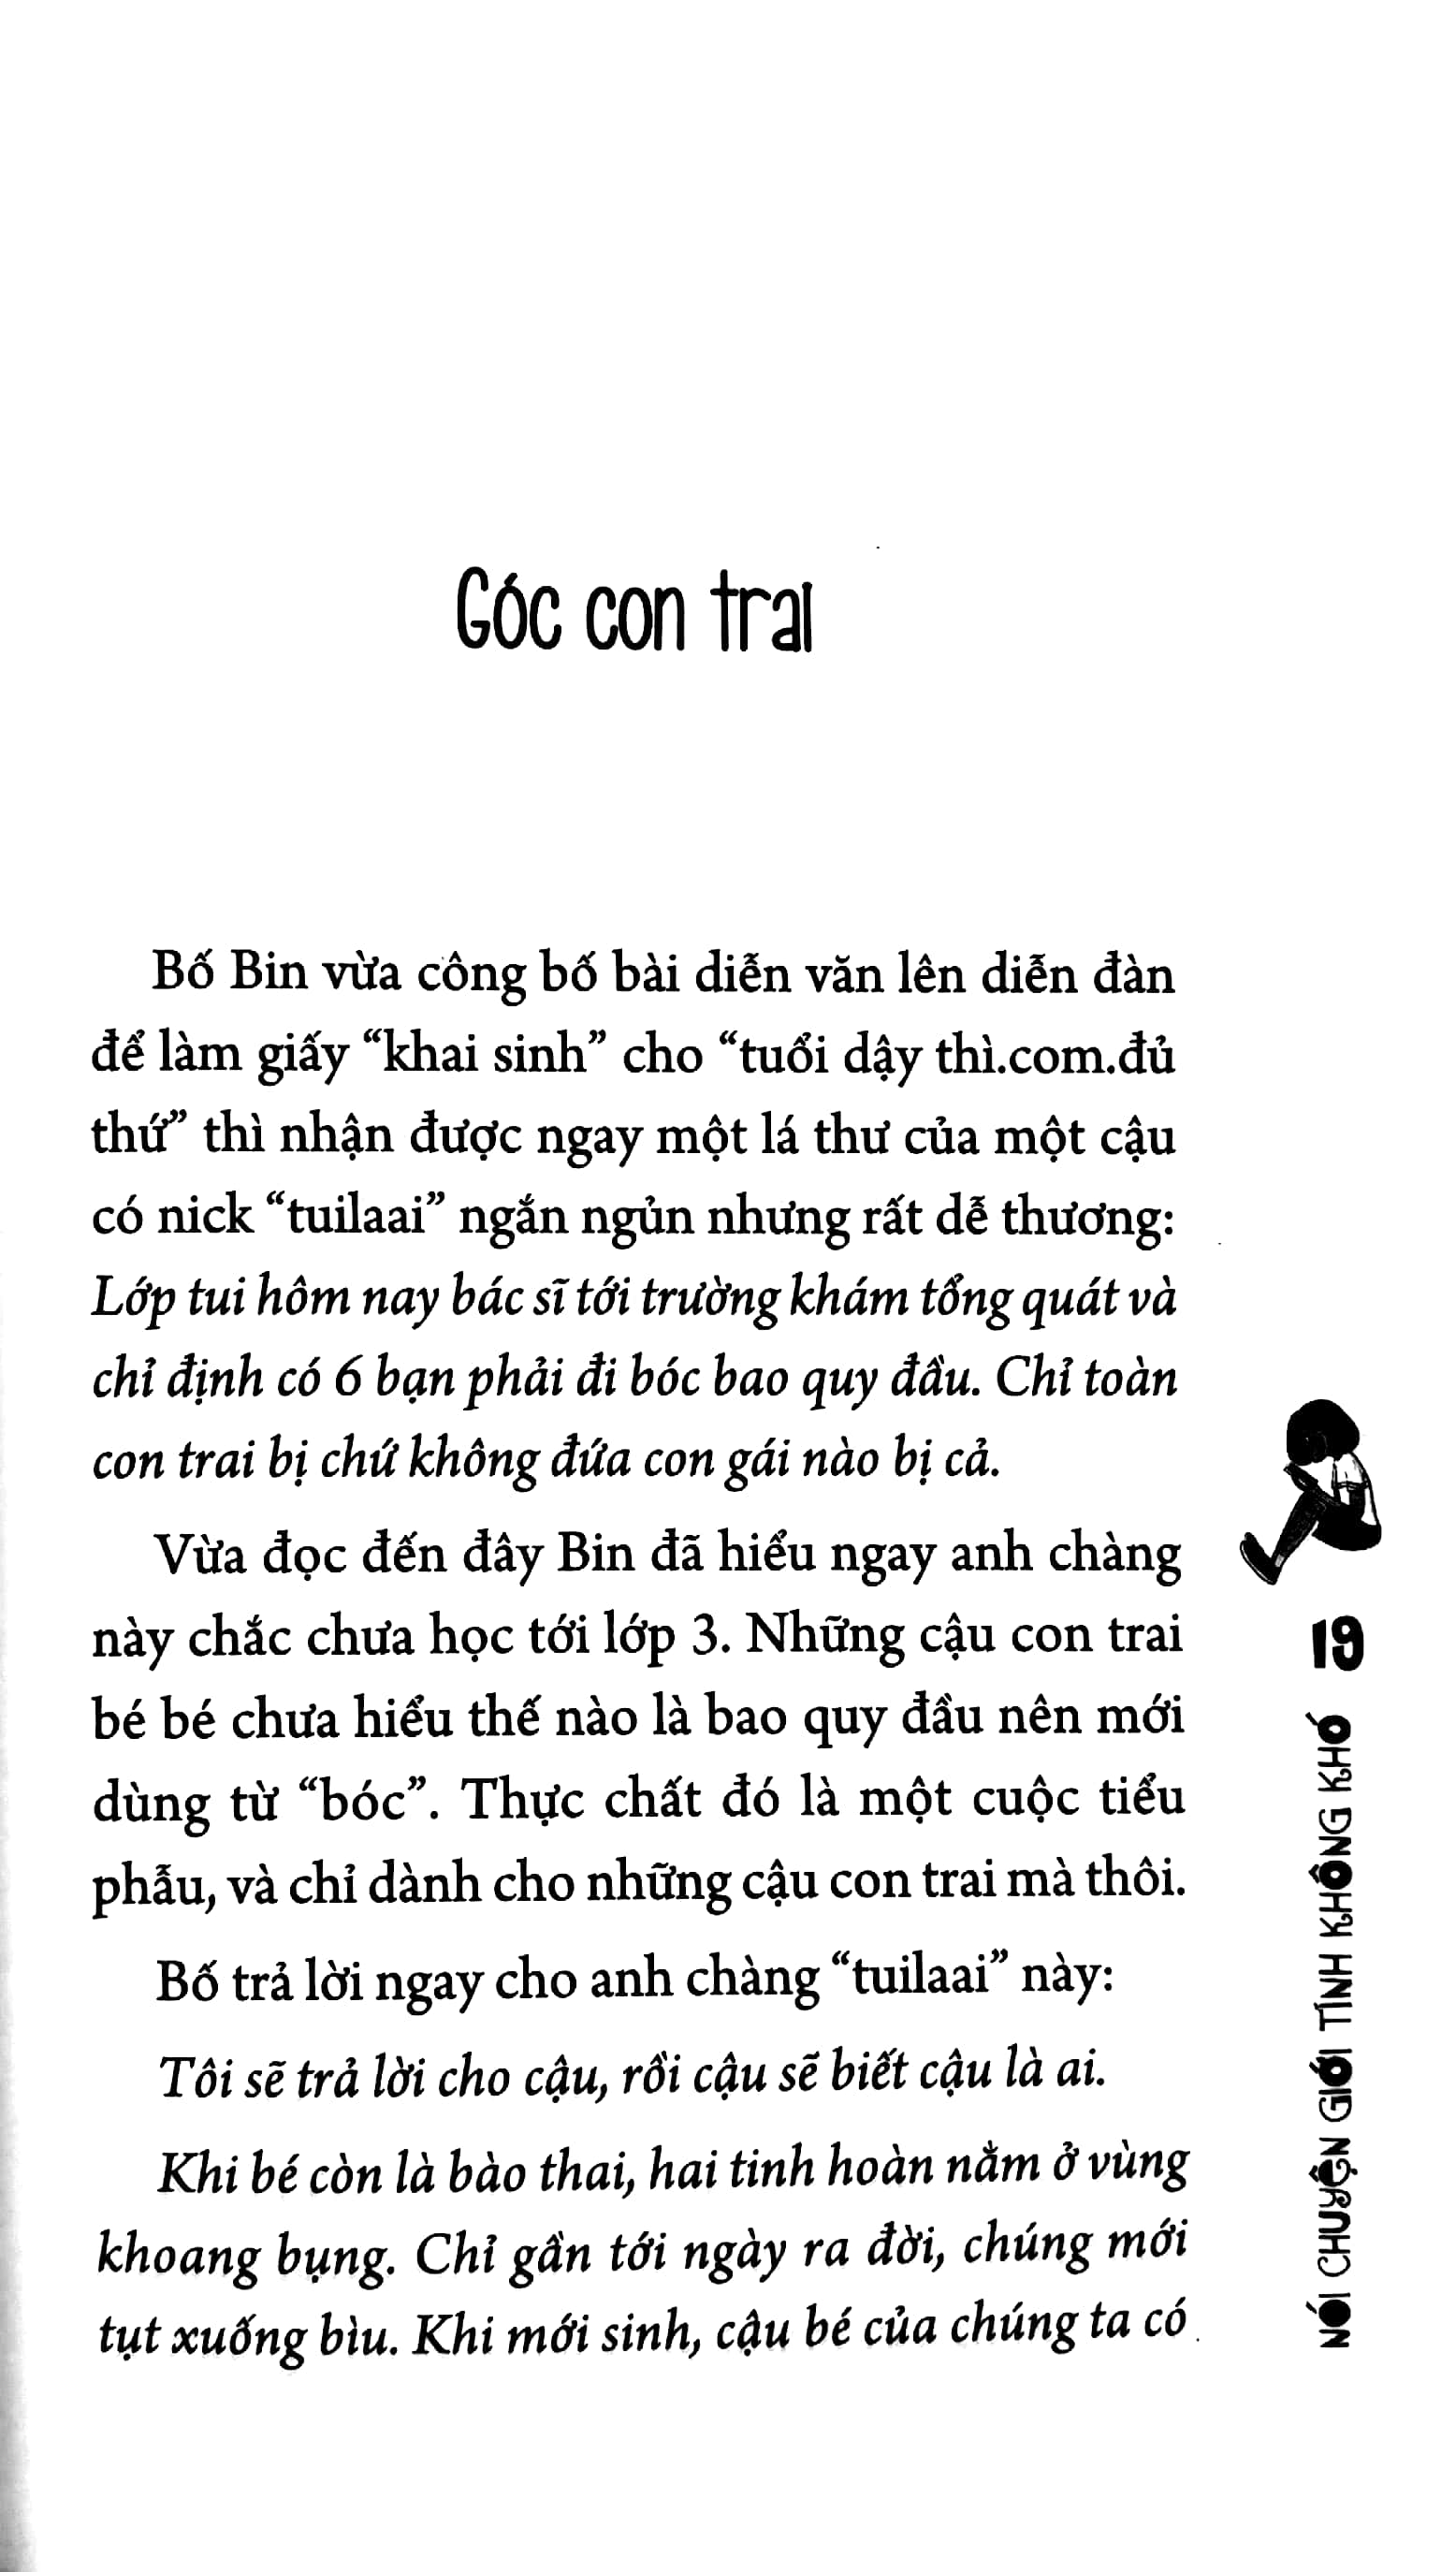 Góc con trai
Bố Bin vừa công bố bài diễn văn lên diễn đàn
để làm giấy “khai sinh” cho “tuổi dậy thì.com.đủ
thứ” thì nhận được ngay một lá thư của một cậu
có nick “tuilaai” ngắn ngủn nhưng rất dễ thương:
Lớp tui hôm nay bác sĩ tới trường khám tổng quát và
chỉ định có 6 bạn phải đi bóc bao quy đầu. Chỉ toàn
con trai bị chứ không đứa con gái nào bị cả.
Vừa đọc đến đây Bin đã hiểu ngay anh chàng
này chắc chưa học tới lớp 3. Những cậu con trai
bé bé chưa hiểu thế nào là bao quy đầu nên mới
dùng từ “bóc”. Thực chất đó là một cuộc tiểu
phẫu, và chỉ dành cho những cậu con trai mà thôi.
Bố trả lời ngay cho anh chàng “tuilaai” này:
Tôi sẽ trả lời cho cậu, rồi cậu sẽ biết cậu là ai.
Khi bé còn là bào thai, hai tinh hoàn nằm ở vùng
khoang bụng. Chỉ gần tới ngày ra đời, chúng mới
tụt xuống bìu. Khi mới sinh, cậu bé của chúng ta có
19
NÓI CHUYỆN GIỚI TÍNH KHÔNG KHÓ